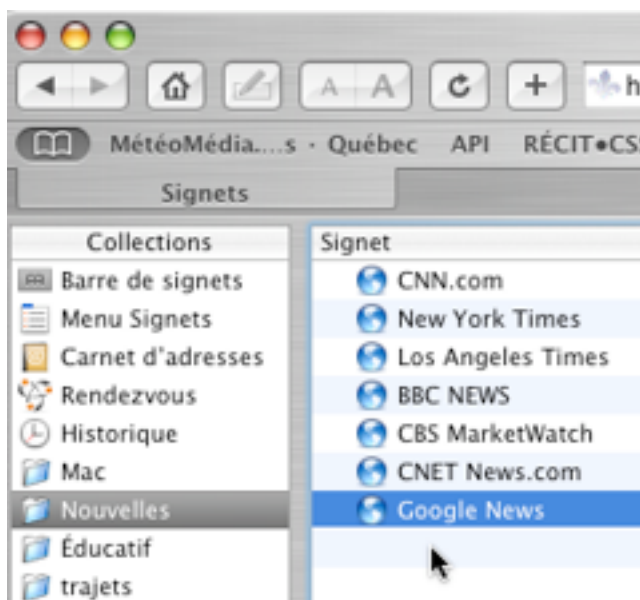 A A + h
MétéoMédia....s · Québec API RÉCIT•CS
Signets
Collections
Barre de signets
Menu Signets
Carnet d'adresses
Rendezvous
Historique
Mac
Nouvelles
Éducatif
trajets
Signet
CNN.com
New York Times
Los Angeles Times
BBC NEWS
CBS MarketWatch
CNET News.com
Google News